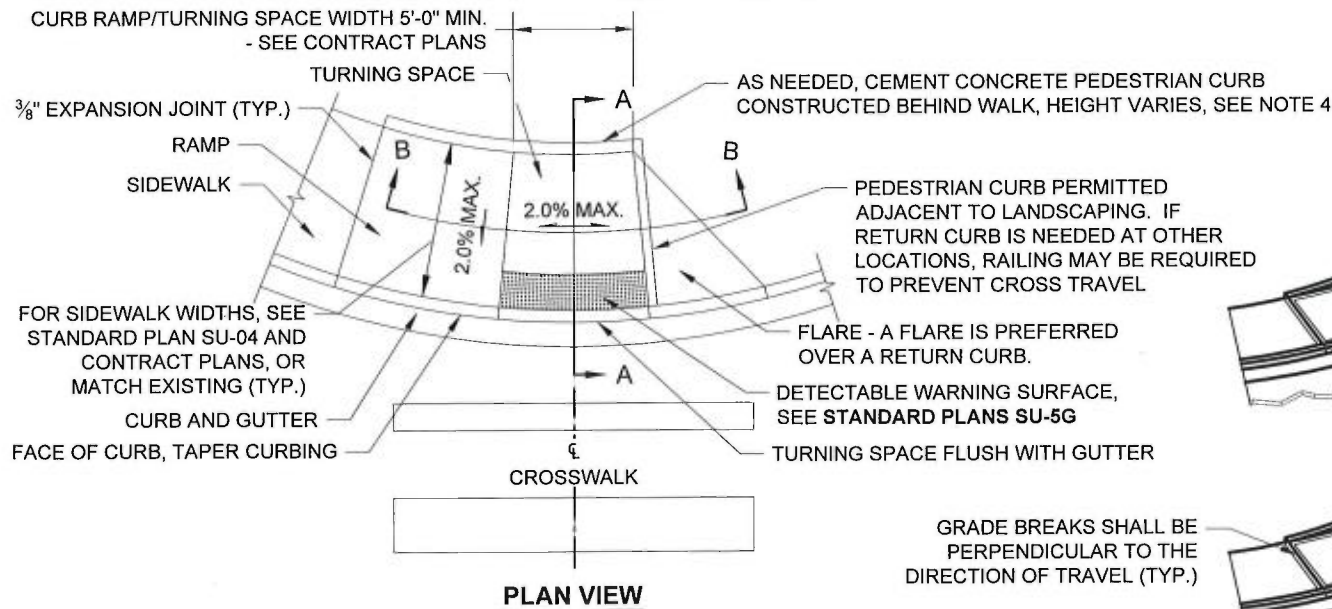 CURB RAMP/TURNING SPACE WIDTH 5'-0" MIN.
- SEE CONTRACT PLANS
TURNING SPACE
⅜" EXPANSION JOINT (TYP.)
RAMP
SIDEWALK
A
AS NEEDED, CEMENT CONCRETE PEDESTRIAN CURB
CONSTRUCTED BEHIND WALK, HEIGHT VARIES, SEE NOTE 4
B
B
2.0% MAX.
2.0% MAX.
PEDESTRIAN CURB PERMITTED
ADJACENT TO LANDSCAPING. IF
RETURN CURB IS NEEDED AT OTHER
LOCATIONS, RAILING MAY BE REQUIRED
TO PREVENT CROSS TRAVEL
FOR SIDEWALK WIDTHS, SEE
STANDARD PLAN SU-04 AND
CONTRACT PLANS, OR
MATCH EXISTING (TYP.)
CURB AND GUTTER
FACE OF CURB, TAPER CURBING
FLARE - A FLARE IS PREFERRED
OVER A RETURN CURB.
A
DETECTABLE WARNING SURFACE,
SEE STANDARD PLANS SU-5G
TURNING SPACE FLUSH WITH GUTTER
℄
CROSSWALK
GRADE BREAKS SHALL BE
PERPENDICULAR TO THE
DIRECTION OF TRAVEL (TYP.)
PLAN VIEW